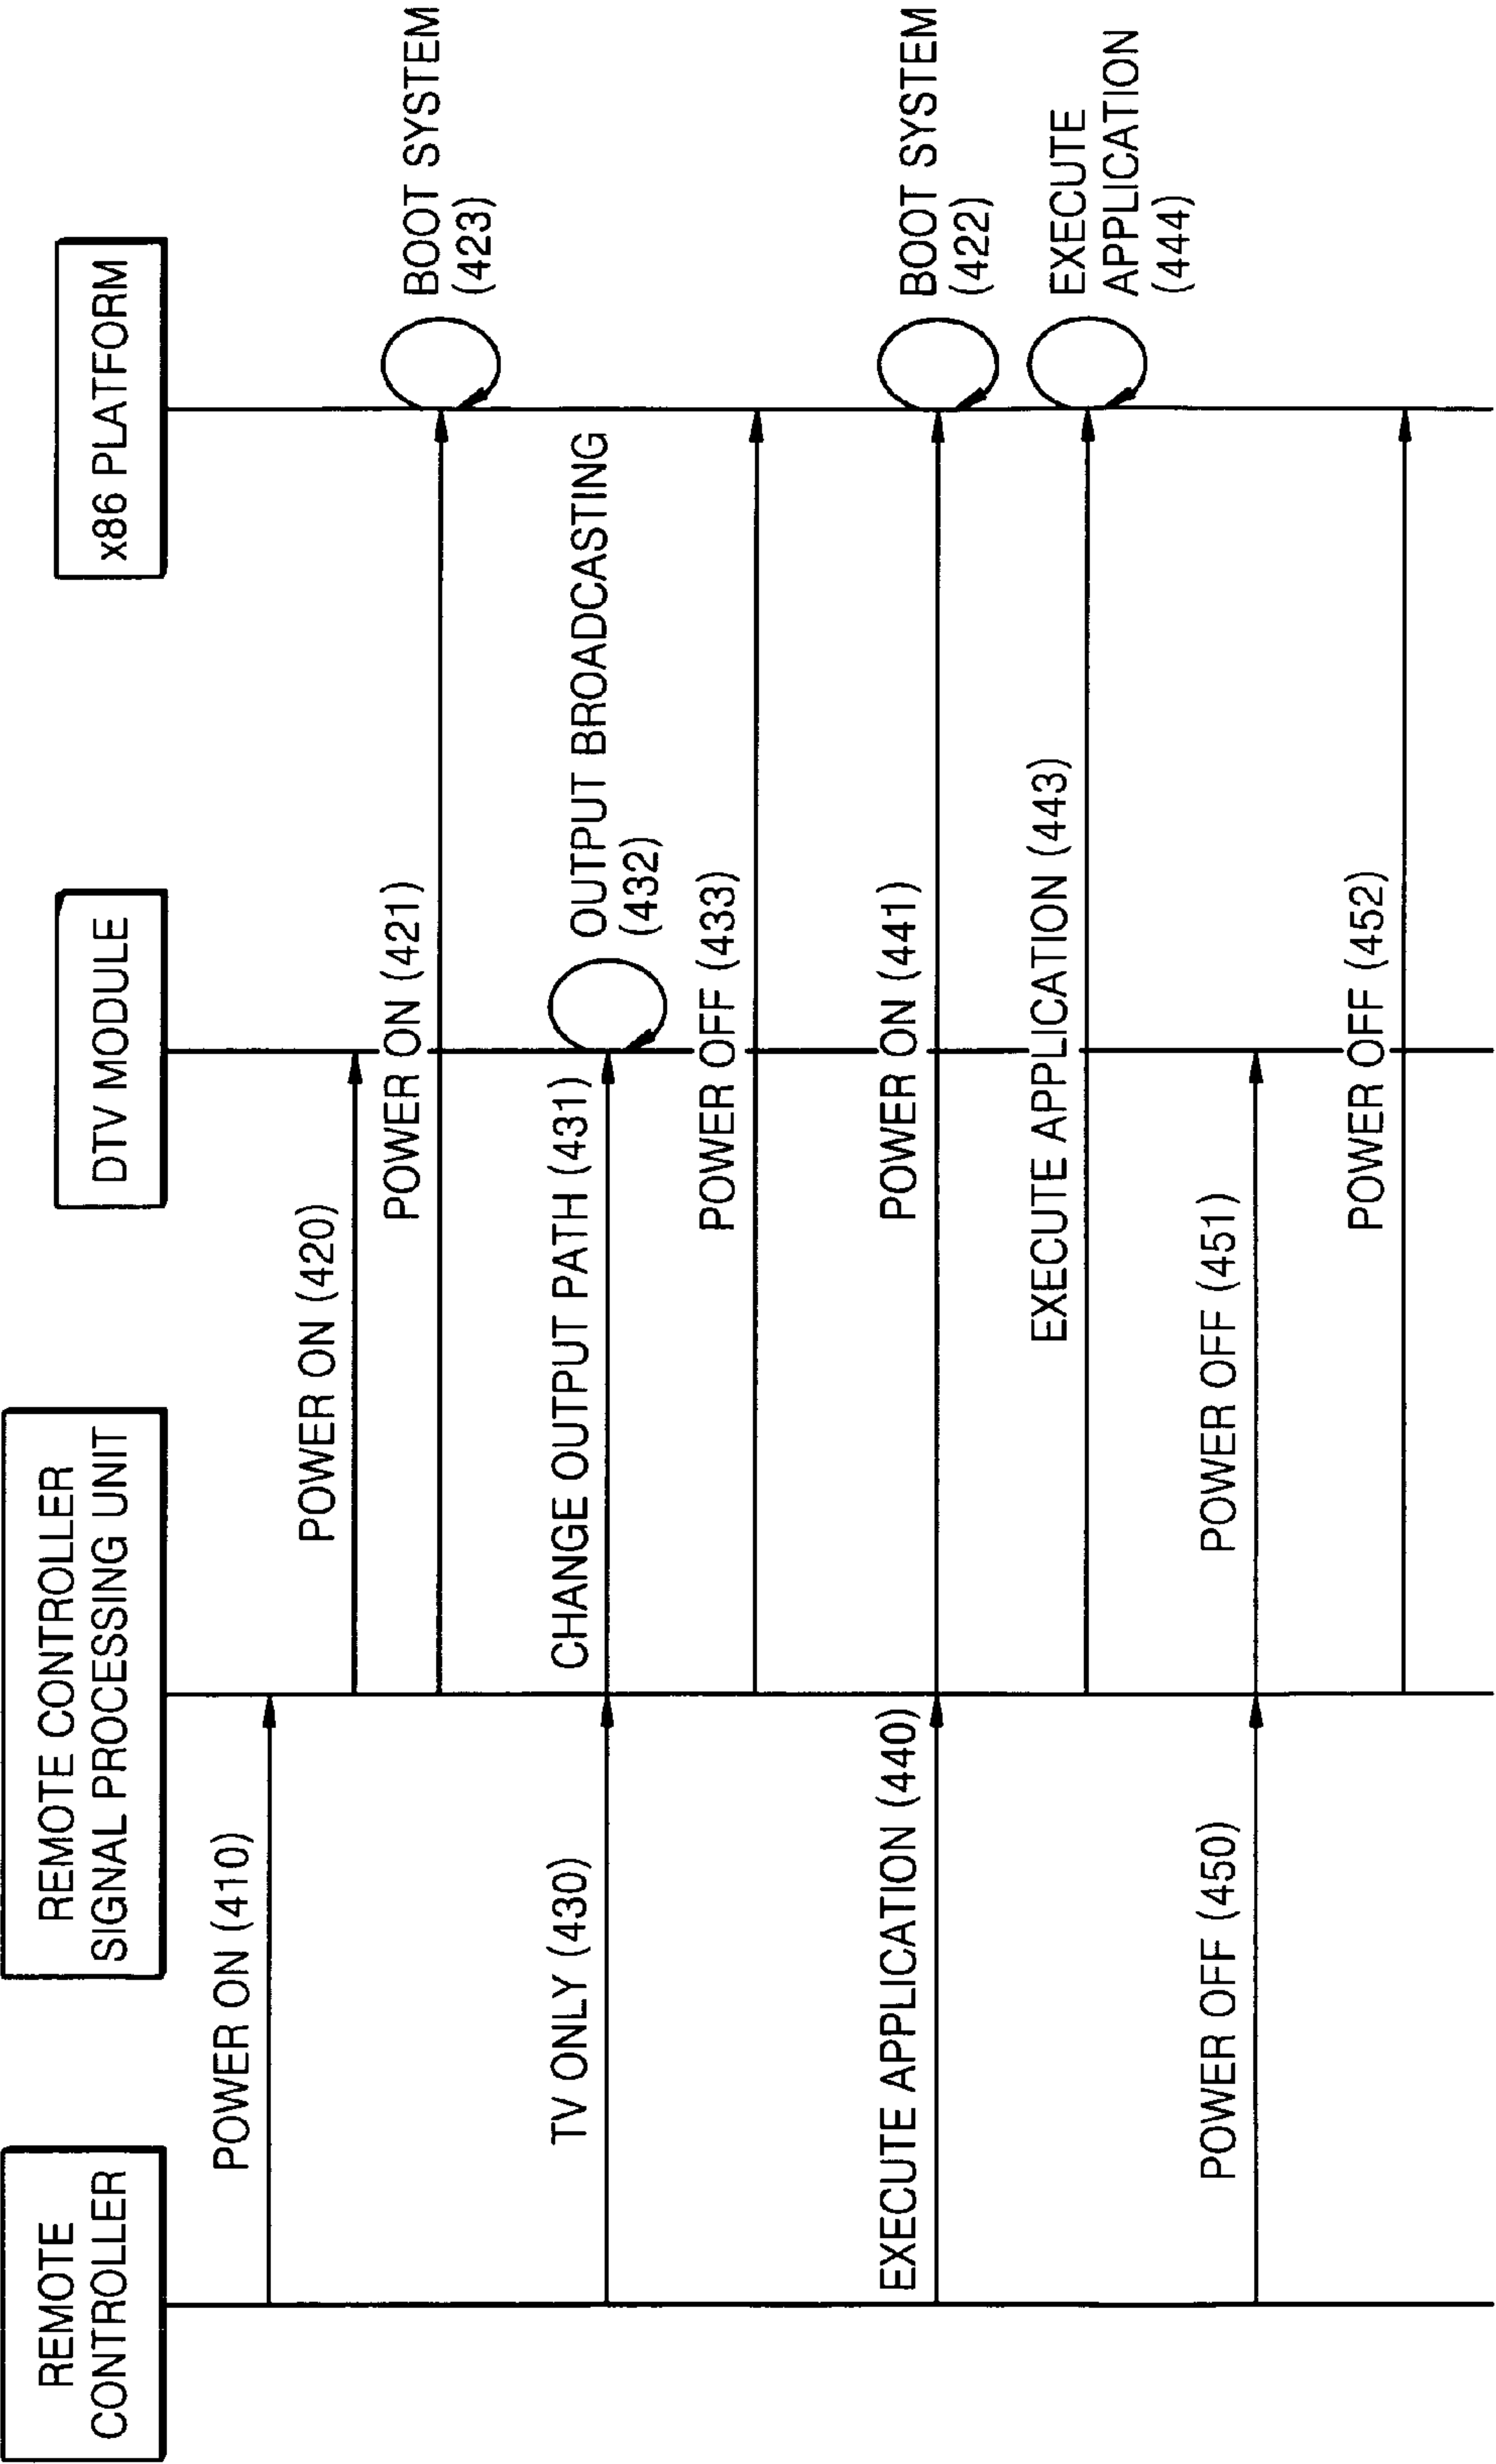 REMOTE
CONTROLLER
REMOTE CONTROLLER
SIGNAL PROCESSING UNIT
DTV MODULE
x86 PLATFORM
POWER ON (410)
POWER ON (420)
POWER ON (421)
BOOT SYSTEM
(423)
TV ONLY (430)
CHANGE OUTPUT PATH (431)
OUTPUT BROADCASTING
(432)
POWER OFF (433)
EXECUTE APPLICATION (440)
POWER ON (441)
BOOT SYSTEM
(422)
EXECUTE APPLICATION (443)
EXECUTE
APPLICATION
(444)
POWER OFF (450)
POWER OFF (451)
POWER OFF (452)